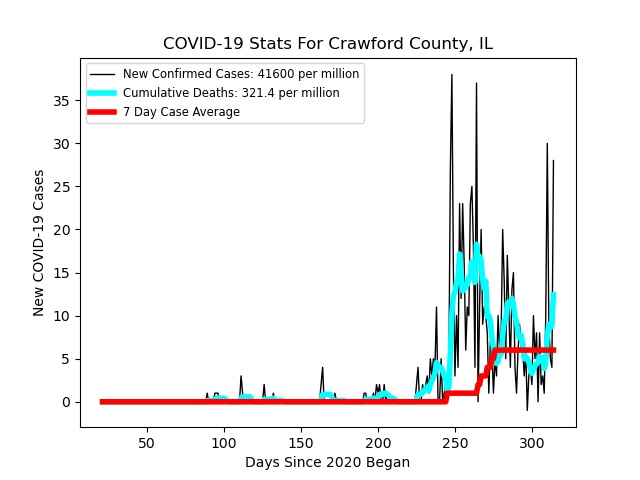 COVID-19 Stats For Crawford County, IL
New Confirmed Cases: 41600 per million
Cumulative Deaths: 321.4 per million
7 Day Case Average
35
30
25
20
15
10
5
0
New COVID-19 Cases
50 100 150 200 250 300
Days Since 2020 Began